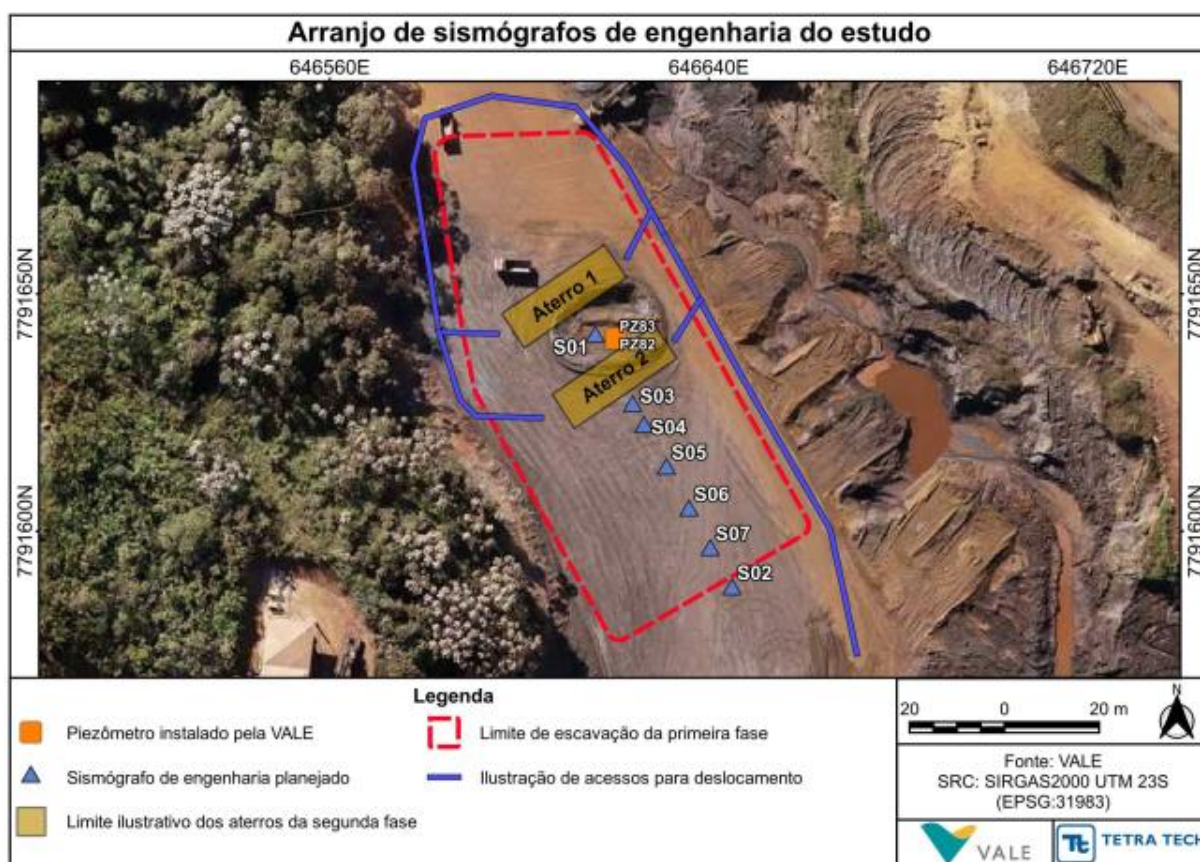 Arranjo de sismógrafos de engenharia do estudo
646560E 646640E 646720E
7791650N
7791650N
Aterro 1
PZ83
S01
PZ82
Aterro 2
S03
S04
S05
S06
7791600N
7791600N
S07
S02
Legenda
Piezômetro instalado pela VALE
Limite de escavação da primeira fase
Sismógrafo de engenharia planejado
Ilustração de acessos para deslocamento
Limite ilustrativo dos aterros da segunda fase
20 0 20 m
N
Fonte: VALE
SRC: SIRGAS2000 UTM 23S
(EPSG:31983)
VALE
Tt TETRA TECH